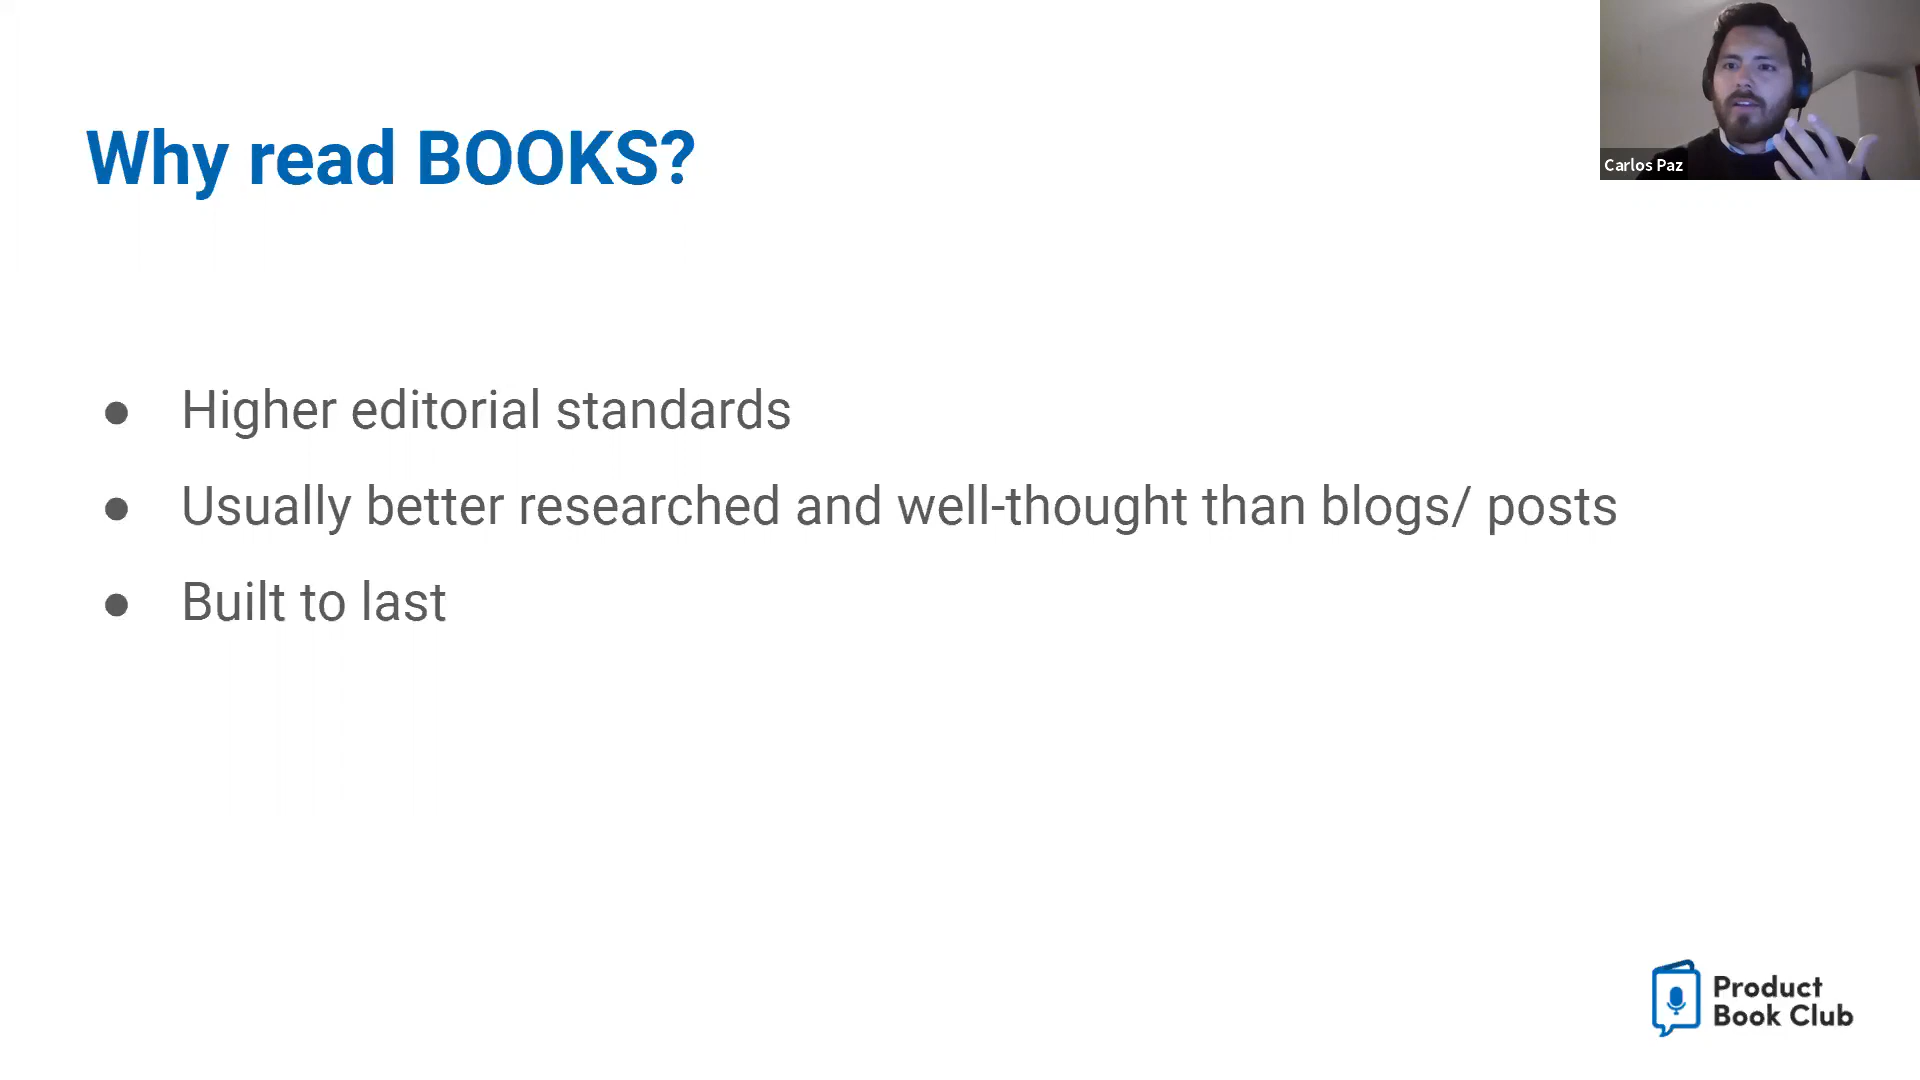 Why read BOOKS?
Carlos Paz
● Higher editorial standards
● Usually better researched and well-thought than blogs/ posts
● Built to last
Product
Book Club